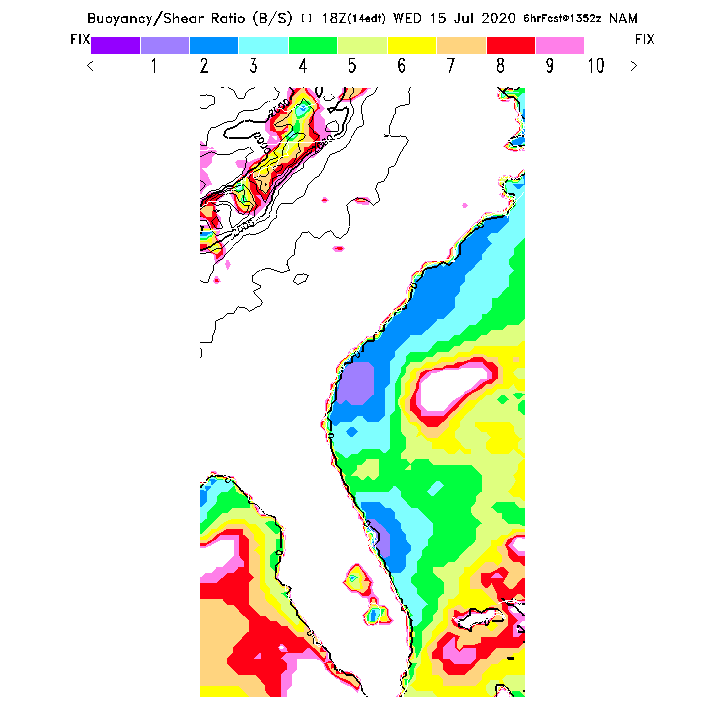 Buoyancy/Shear Ratio (B/S) [] 18Z(14edt) WED 15 Jul 2020 6hrFcst@1352z NAM
FIX FIX
< 1 2 3 4 5 6 7 8 9 10 >